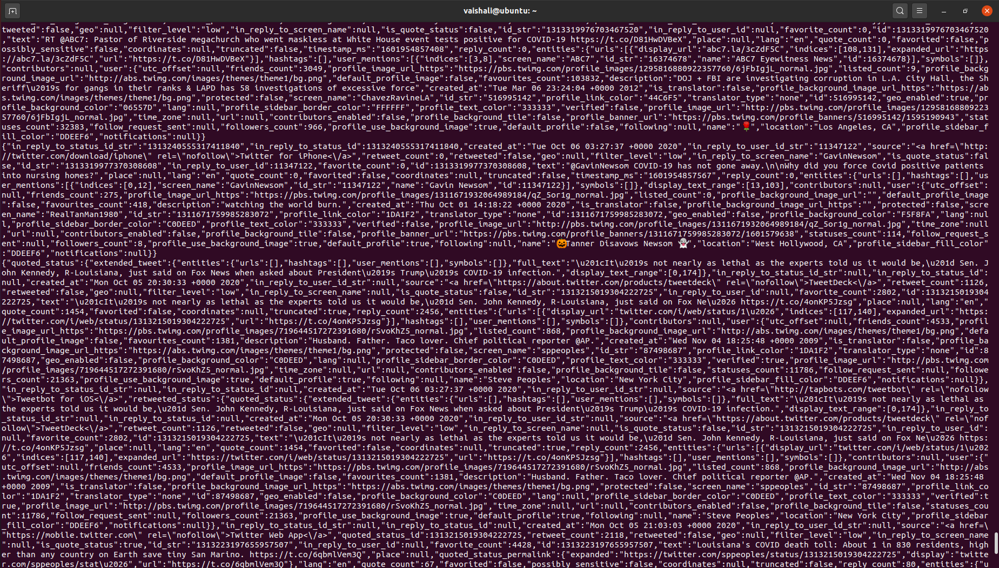 vaishali@ubuntu: ~
tweeted":false,"geo":null,"filter_level":"low","in_reply_to_screen_name":null,"is_quote_status":false,"id_str":"1313319976703467520","in_reply_to_user_id":null,"favorite_count":0,"id":1313319976703467520
,"text":"RT @ABC7: Pastor of Riverside megachurch who went maskless at White House event tests positive for COVID-19 https://t.co/D81HwDVBeX","place":null,"lang":"en","quote_count":0,"favorited":false,"p
ossibly_sensitive":false,"coordinates":null,"truncated":false,"timestamp_ms":"1601954857408","reply_count":0,"entities":{"urls":[{"display_url":"abc7.la/3cZdF5C","indices":[108,131],"expanded_url":"https:
//abc7.la/3cZdF5C","url":"https://t.co/D81HwDVBeX"}],"hashtags":[],"user_mentions":[{"indices":[3,8],"screen_name":"ABC7","id_str":"16374678","name":"ABC7 Eyewitness News","id":16374678}],"symbols":[]},
"contributors":null,"user":{"utc_offset":null,"friends_count":3049,"profile_image_url_https":"https://pbs.twimg.com/profile_images/1295816880922357760/6jFbIgjL_normal.jpg","listed_count":9,"profile_backg
round_image_url":"http://abs.twimg.com/images/themes/theme1/bg.png","default_profile_image":false,"favourites_count":103832,"description":"DOJ + FBI are investigating corruption in L.A. City Hall, the Sh
eriff\u2019s for gangs in their ranks & LAPD has 58 investigations of excessive force","created_at":"Tue Mar 06 23:24:04 +0000 2012","is_translator":false,"profile_background_image_url_https":"https://ab
s.twimg.com/images/themes/theme1/bg.png","protected":false,"screen_name":"ChavezRavineLA","id_str":"516995142","profile_link_color":"44C6F5","translator_type":"none","id":516995142,"geo_enabled":true,"pr
ofile_background_color":"06557D","lang":null,"profile_sidebar_border_color":"FFFFFF","profile_text_color":"333333","verified":false,"profile_image_url":"http://pbs.twimg.com/profile_images/12958168809223
57760/6jFbIgjL_normal.jpg","time_zone":null,"url":null,"contributors_enabled":false,"profile_background_tile":false,"profile_banner_url":"https://pbs.twimg.com/profile_banners/516995142/1595190943","stat
uses_count":32383,"follow_request_sent":null,"followers_count":966,"profile_use_background_image":true,"default_profile":false,"following":null,"name":"🌹","location":"Los Angeles, CA","profile_sidebar_f
ill_color":"DDEEF6","notifications":null}}
{"in_reply_to_status_id_str":"1313240555317411840","in_reply_to_status_id":1313240555317411840,"created_at":"Tue Oct 06 03:27:37 +0000 2020","in_reply_to_user_id_str":"11347122","source":"<a href=\"http:
//twitter.com/download/iphone\" rel=\"nofollow\">Twitter for iPhone<\/a>","retweet_count":0,"retweeted":false,"geo":null,"filter_level":"low","in_reply_to_screen_name":"GavinNewsom","is_quote_status":fal
se,"id_str":"1313319977370308608","in_reply_to_user_id":11347122,"favorite_count":0,"id":1313319977370308608,"text":"@GavinNewsom COVID-19 has not gone away.\n\nWhy did you force Covid positive patients 
into nursing homes?","place":null,"lang":"en","quote_count":0,"favorited":false,"coordinates":null,"truncated":false,"timestamp_ms":"1601954857567","reply_count":0,"entities":{"urls":[],"hashtags":[],"us
er_mentions":[{"indices":[0,12],"screen_name":"GavinNewsom","id_str":"11347122","name":"Gavin Newsom","id":11347122}],"symbols":[]},"display_text_range":[13,103],"contributors":null,"user":{"utc_offset":
null,"friends_count":275,"profile_image_url_https":"https://pbs.twimg.com/profile_images/1311671932064989184/qZ_5or1g_normal.jpg","listed_count":0,"profile_background_image_url":"","default_profile_image
":false,"favourites_count":418,"description":"watching the world burn.","created_at":"Thu Oct 01 14:18:22 +0000 2020","is_translator":false,"profile_background_image_url_https":"","protected":false,"scre
en_name":"RealTanMan1980","id_str":"1311671759985283072","profile_link_color":"1DA1F2","translator_type":"none","id":1311671759985283072,"geo_enabled":false,"profile_background_color":"F5F8FA","lang":nul
l,"profile_sidebar_border_color":"C0DEED","profile_text_color":"333333","verified":false,"profile_image_url":"http://pbs.twimg.com/profile_images/1311671932064989184/qZ_5or1g_normal.jpg","time_zone":null
,"url":null,"contributors_enabled":false,"profile_background_tile":false,"profile_banner_url":"https://pbs.twimg.com/profile_banners/1311671759985283072/1601579638","statuses_count":114,"follow_request_s
ent":null,"followers_count":8,"profile_use_background_image":true,"default_profile":true,"following":null,"name":"🎃Tanner Disavows Newsom 👻","location":"West Hollywood, CA","profile_sidebar_fill_color"
:"DDEEF6","notifications":null}}
{"quoted_status":{"extended_tweet":{"entities":{"urls":[],"hashtags":[],"user_mentions":[],"symbols":[]},"full_text":"\u201cIt\u2019s not nearly as lethal as the experts told us it would be,\u201d Sen. J
ohn Kennedy, R-Louisiana, just said on Fox News when asked about President\u2019s Trump\u2019s COVID-19 infection.","display_text_range":[0,174]},"in_reply_to_status_id_str":null,"in_reply_to_status_id":
null,"created_at":"Mon Oct 05 20:30:33 +0000 2020","in_reply_to_user_id_str":null,"source":"<a href=\"https://about.twitter.com/products/tweetdeck\" rel=\"nofollow\">TweetDeck<\/a>","retweet_count":1126,
"retweeted":false,"geo":null,"filter_level":"low","in_reply_to_screen_name":null,"is_quote_status":false,"id_str":"1313215019304222725","in_reply_to_user_id":null,"favorite_count":2802,"id":1313215019304
222725,"text":"\u201cIt\u2019s not nearly as lethal as the experts told us it would be,\u201d Sen. John Kennedy, R-Louisiana, just said on Fox Ne\u2026 https://t.co/4onKP5Jzsg","place":null,"lang":"en","
quote_count":1454,"favorited":false,"coordinates":null,"truncated":true,"reply_count":2456,"entities":{"urls":[{"display_url":"twitter.com/i/web/status/1\u2026","indices":[117,140],"expanded_url":"https:
//twitter.com/i/web/status/1313215019304222725","url":"https://t.co/4onKP5Jzsg"}],"hashtags":[],"user_mentions":[],"symbols":[]},"contributors":null,"user":{"utc_offset":null,"friends_count":4533,"profil
e_image_url_https":"https://pbs.twimg.com/profile_images/719644517272391680/rSvoKhZ5_normal.jpg","listed_count":868,"profile_background_image_url":"http://abs.twimg.com/images/themes/theme1/bg.png","defa
ult_profile_image":false,"favourites_count":1381,"description":"Husband. Father. Taco lover. Chief political reporter @AP.","created_at":"Wed Nov 04 18:25:48 +0000 2009","is_translator":false,"profile_ba
ckground_image_url_https":"https://abs.twimg.com/images/themes/theme1/bg.png","protected":false,"screen_name":"sppeoples","id_str":"87498687","profile_link_color":"1DA1F2","translator_type":"none","id":8
7498687,"geo_enabled":false,"profile_background_color":"C0DEED","lang":null,"profile_sidebar_border_color":"C0DEED","profile_text_color":"333333","verified":true,"profile_image_url":"http://pbs.twimg.com
/profile_images/719644517272391680/rSvoKhZ5_normal.jpg","time_zone":null,"url":null,"contributors_enabled":false,"profile_background_tile":false,"statuses_count":11786,"follow_request_sent":null,"followe
rs_count":21363,"profile_use_background_image":true,"default_profile":true,"following":null,"name":"Steve Peoples","location":"New York City","profile_sidebar_fill_color":"DDEEF6","notifications":null}},
"in_reply_to_status_id_str":null,"in_reply_to_status_id":null,"created_at":"Tue Oct 06 03:27:37 +0000 2020","in_reply_to_user_id_str":null,"source":"<a href=\"http://tapbots.com/tweetbot\" rel=\"nofollow
\">Tweetbot for iOS<\/a>","retweeted_status":{"quoted_status":{"extended_tweet":{"entities":{"urls":[],"hashtags":[],"user_mentions":[],"symbols":[]},"full_text":"\u201cIt\u2019s not nearly as lethal as 
the experts told us it would be,\u201d Sen. John Kennedy, R-Louisiana, just said on Fox News when asked about President\u2019s Trump\u2019s COVID-19 infection.","display_text_range":[0,174]},"in_reply_to
_status_id_str":null,"in_reply_to_status_id":null,"created_at":"Mon Oct 05 20:30:33 +0000 2020","in_reply_to_user_id_str":null,"source":"<a href=\"https://about.twitter.com/products/tweetdeck\" rel=\"nof
ollow\">TweetDeck<\/a>","retweet_count":1126,"retweeted":false,"geo":null,"filter_level":"low","in_reply_to_screen_name":null,"is_quote_status":false,"id_str":"1313215019304222725","in_reply_to_user_id":
null,"favorite_count":2802,"id":1313215019304222725,"text":"\u201cIt\u2019s not nearly as lethal as the experts told us it would be,\u201d Sen. John Kennedy, R-Louisiana, just said on Fox Ne\u2026 https:
//t.co/4onKP5Jzsg","place":null,"lang":"en","quote_count":1454,"favorited":false,"coordinates":null,"truncated":true,"reply_count":2456,"entities":{"urls":[{"display_url":"twitter.com/i/web/status/1\u202
6","indices":[117,140],"expanded_url":"https://twitter.com/i/web/status/1313215019304222725","url":"https://t.co/4onKP5Jzsg"}],"hashtags":[],"user_mentions":[],"symbols":[]},"contributors":null,"user":{"
utc_offset":null,"friends_count":4533,"profile_image_url_https":"https://pbs.twimg.com/profile_images/719644517272391680/rSvoKhZ5_normal.jpg","listed_count":868,"profile_background_image_url":"http://abs
.twimg.com/images/themes/theme1/bg.png","default_profile_image":false,"favourites_count":1381,"description":"Husband. Father. Taco lover. Chief political reporter @AP.","created_at":"Wed Nov 04 18:25:48 
+0000 2009","is_translator":false,"profile_background_image_url_https":"https://abs.twimg.com/images/themes/theme1/bg.png","protected":false,"screen_name":"sppeoples","id_str":"87498687","profile_link_co
lor":"1DA1F2","translator_type":"none","id":87498687,"geo_enabled":false,"profile_background_color":"C0DEED","lang":null,"profile_sidebar_border_color":"C0DEED","profile_text_color":"333333","verified":t
rue,"profile_image_url":"http://pbs.twimg.com/profile_images/719644517272391680/rSvoKhZ5_normal.jpg","time_zone":null,"url":null,"contributors_enabled":false,"profile_background_tile":false,"statuses_cou
nt":11786,"follow_request_sent":null,"followers_count":21363,"profile_use_background_image":true,"default_profile":true,"following":null,"name":"Steve Peoples","location":"New York City","profile_sidebar
_fill_color":"DDEEF6","notifications":null}},"in_reply_to_status_id_str":null,"in_reply_to_status_id":null,"created_at":"Mon Oct 05 21:03:03 +0000 2020","in_reply_to_user_id_str":null,"source":"<a href=\
"https://mobile.twitter.com\" rel=\"nofollow\">Twitter Web App<\/a>","quoted_status_id":1313215019304222725,"retweet_count":2118,"retweeted":false,"geo":null,"filter_level":"low","in_reply_to_screen_name
":null,"is_quote_status":true,"id_str":"1313223197655957507","in_reply_to_user_id":null,"favorite_count":4428,"id":1313223197655957507,"text":"Louisiana's COVID death toll: About 1 in 830 residents, high
er than any country on Earth save tiny San Marino. https://t.co/6qbmlVem3Q","place":null,"quoted_status_permalink":{"expanded":"https://twitter.com/sppeoples/status/1313215019304222725","display":"twitte
r.com/sppeoples/stat\u2026","url":"https://t.co/6qbmlVem3Q"},"lang":"en","quote_count":67,"favorited":false,"possibly_sensitive":false,"coordinates":null,"truncated":false,"reply_count":80,"entities":{"u